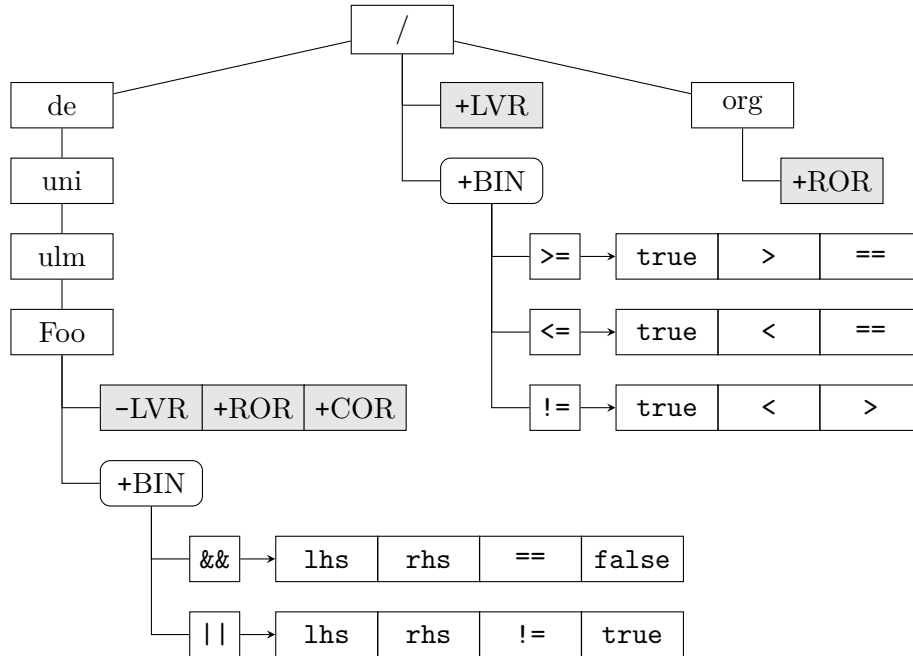 /
de
+LVR
org
uni
+BIN
+ROR
ulm
>= true > ==
Foo
<= true < ==
-LVR +ROR +COR
!= true < >
+BIN
&& lhs rhs == false
|| lhs rhs != true